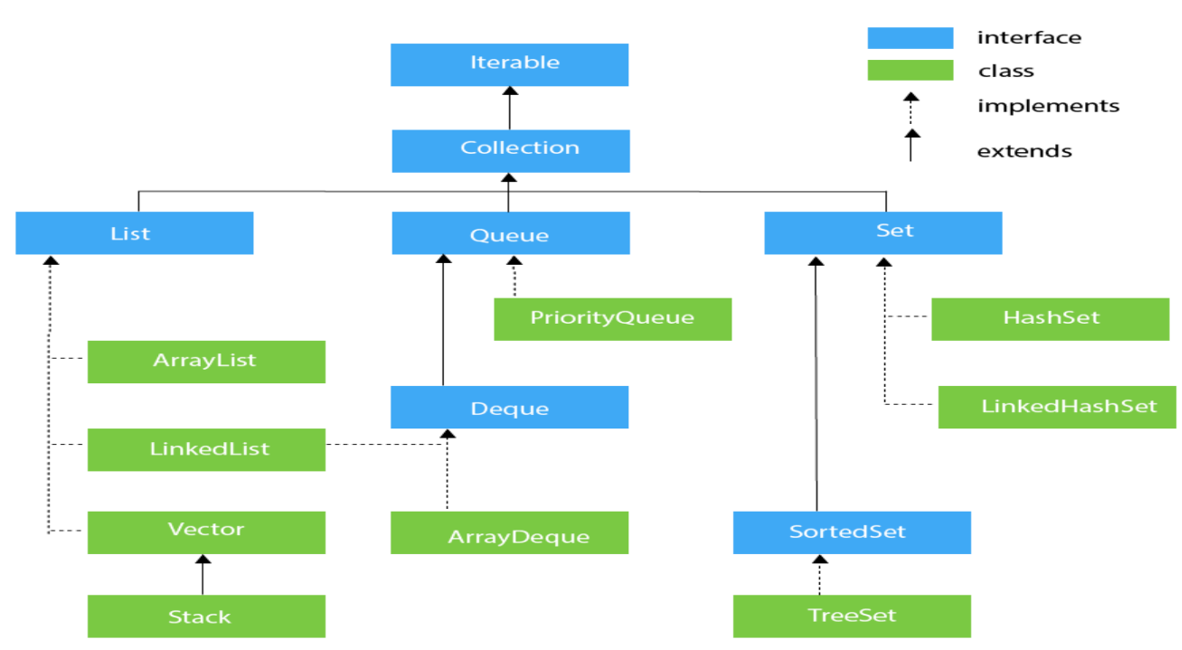 interface
Iterable
class
implements
Collection
extends
List
Queue
Set
PriorityQueue
HashSet
ArrayList
Deque
LinkedHashSet
LinkedList
Vector
ArrayDeque
SortedSet
Stack
TreeSet